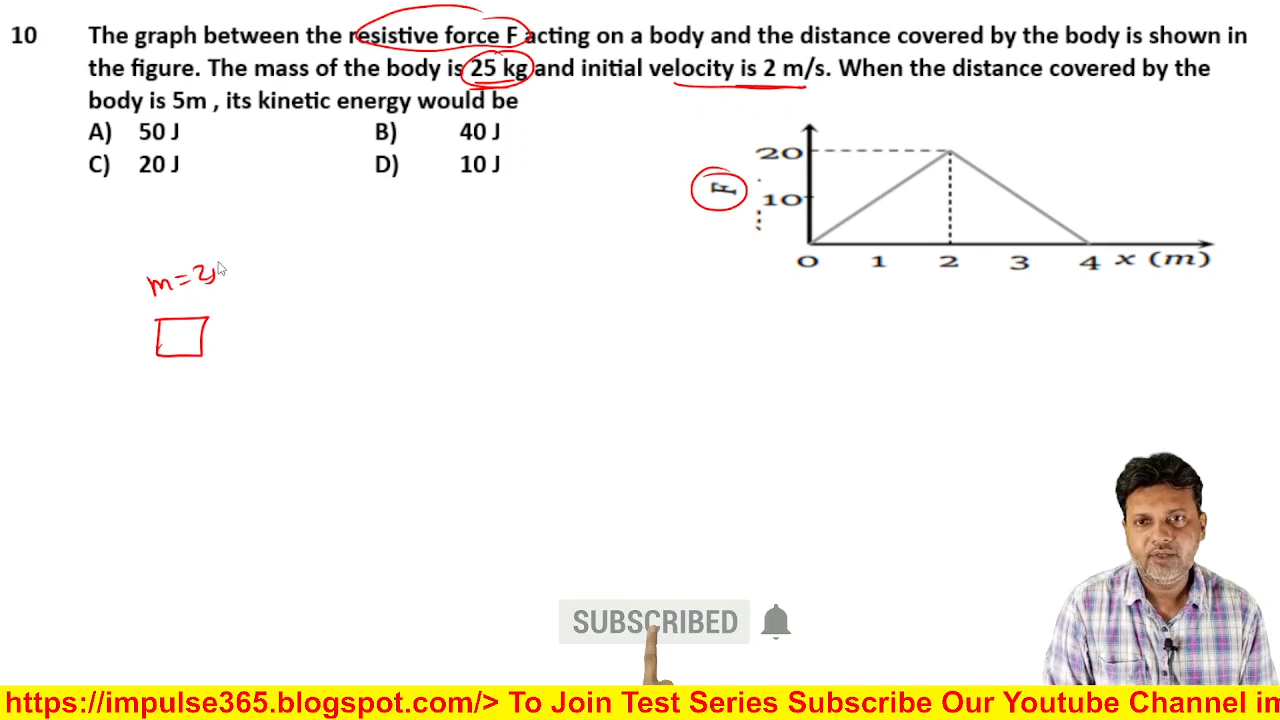 10 The graph between the resistive force F acting on a body and the distance covered by the body is shown in
the figure. The mass of the body is 25 kg and initial velocity is 2 m/s. When the distance covered by the
body is 5m , its kinetic energy would be
A) 50 J B) 40 J
C) 20 J D) 10 J
20
F
10
0 1 2 3 4 x (m)
m =
SUBSCRIBED
https://impulse365.blogspot.com/> To Join Test Series Subscribe Our Youtube Channel in